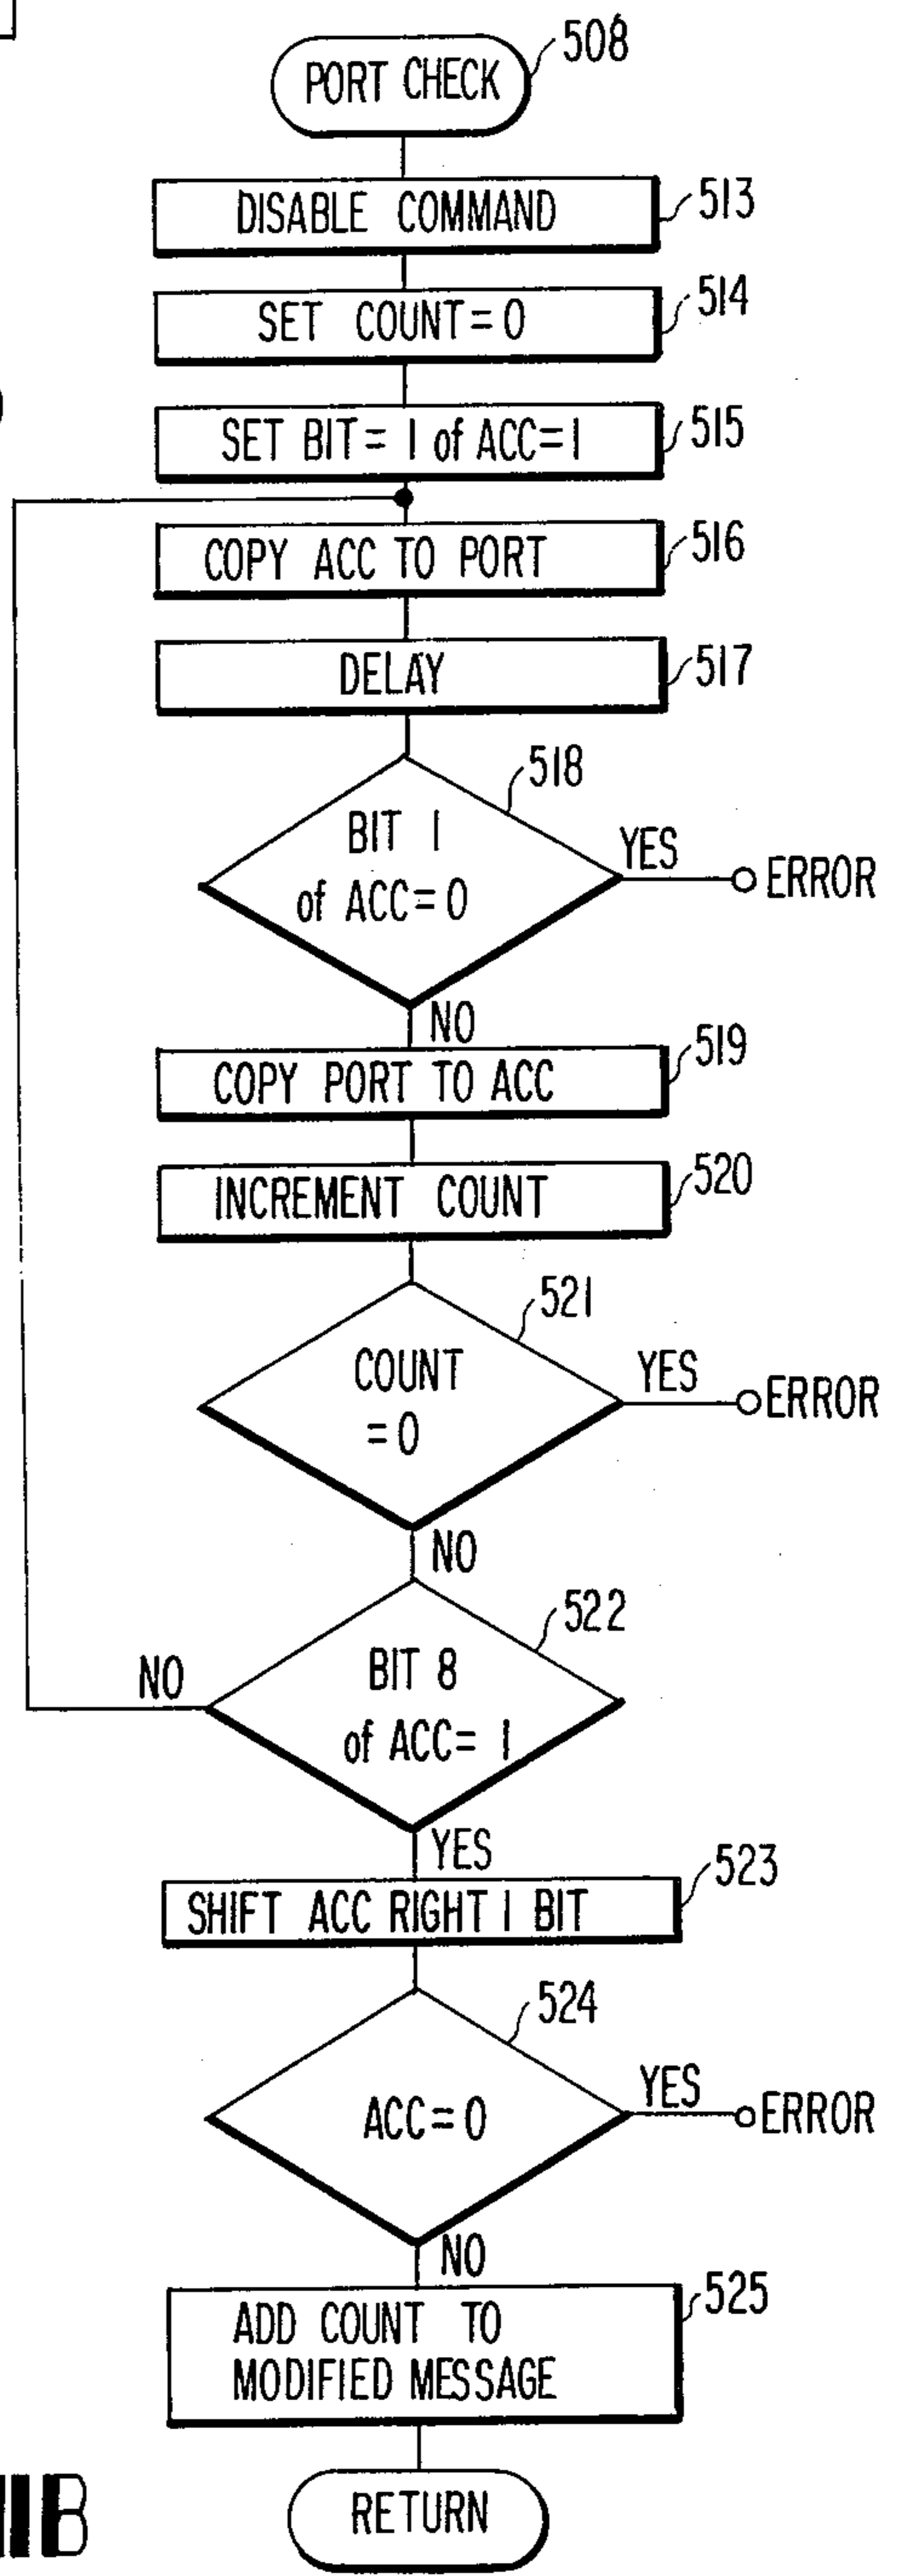 508
PORT CHECK
DISABLE COMMAND
513
SET COUNT = 0
514
SET BIT = 1 of ACC = 1
515
COPY ACC TO PORT
516
DELAY
517
518
BIT 1
of ACC = 0
YES
ERROR
NO
COPY PORT TO ACC
519
INCREMENT COUNT
520
521
COUNT
= 0
YES
ERROR
NO
522
BIT 8
of ACC = 1
NO
YES
SHIFT ACC RIGHT 1 BIT
523
524
ACC = 0
YES
ERROR
NO
ADD COUNT TO
MODIFIED MESSAGE
525
RETURN